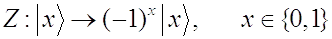 Z : |x⟩ → (-1)^x |x⟩, x ∈ {0,1}